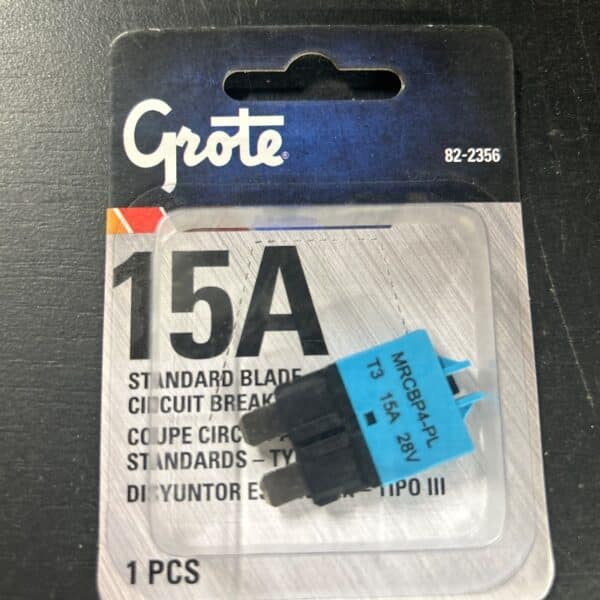 Grote
82-2356
15A
STANDARD BLADE
CIRCUIT BREAK
COUPE CIRC
STANDARDS – TY
DISYUNTOR ES – TIPO III
MRCBP4-PL
T3 15A 28V
1 PCS